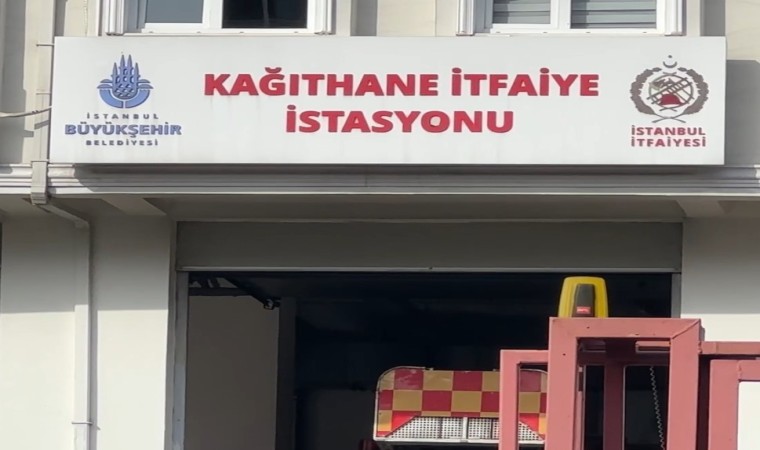 KAĞITHANE İTFAİYE
İSTASYONU
İSTANBUL
BÜYÜKŞEHİR
BELEDİYESİ
İSTANBUL
İTFAİYESİ